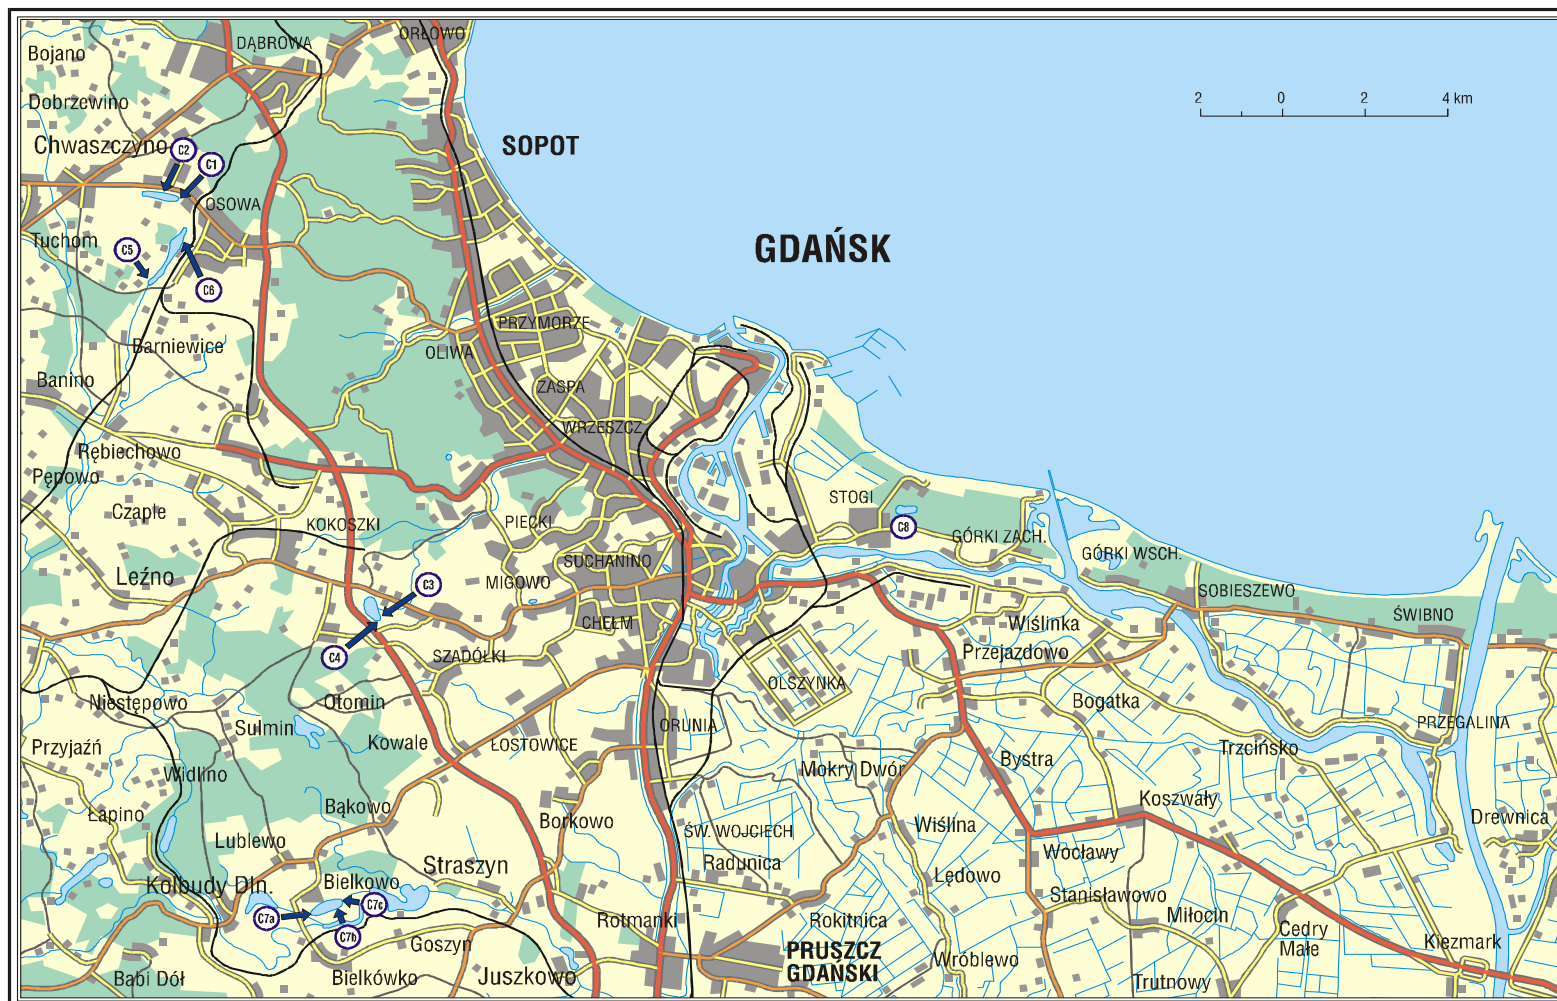 ORŁOWO
DĄBROWA
Bojano
Dobrzewino
2 0 2 4 km
Chwaszczyno
C2
C1
SOPOT
OSOWA
Tuchom
C5
C6
GDAŃSK
PRZYMORZE
Barniewice
OLIWA
Banino
ZASPA
WRZESZCZ
Rębiechowo
Pępowo
Czaple
KOKOSZKI
PIECKI
STOGI
C8
GÓRKI ZACH.
GÓRKI WSCH.
SUCHANINO
Leźno
MIGOWO
C3
SOBIESZEWO
ŚWIBNO
CHEŁM
Wiślinka
C4
SZADÓŁKI
Przejazdowo
OLSZYNKA
Niestępowo
Otomin
Bogatka
Sulmin
ORUNIA
PRZEGALINA
Kowale
ŁOSTOWICE
Przyjaźń
Trzcińsko
Bystra
Widlino
Mokry Dwór
Bąkowo
Koszwały
Łapino
Borkowo
Drewnica
Wiślina
ŚW. WOJCIECH
Lublewo
Wocławy
Straszyn
Radunica
Lędowo
Kolbudy Dln.
Bielkowo
Stanisławowo
C7a
C7c
C7b
Miłocin
Rotmanki
Rokitnica
Cedry
Małe
Goszyn
Kiezmark
PRUSZCZ
GDAŃSKI
Wróblewo
Babi Dół
Bielkówko
Juszkowo
Trutnowy